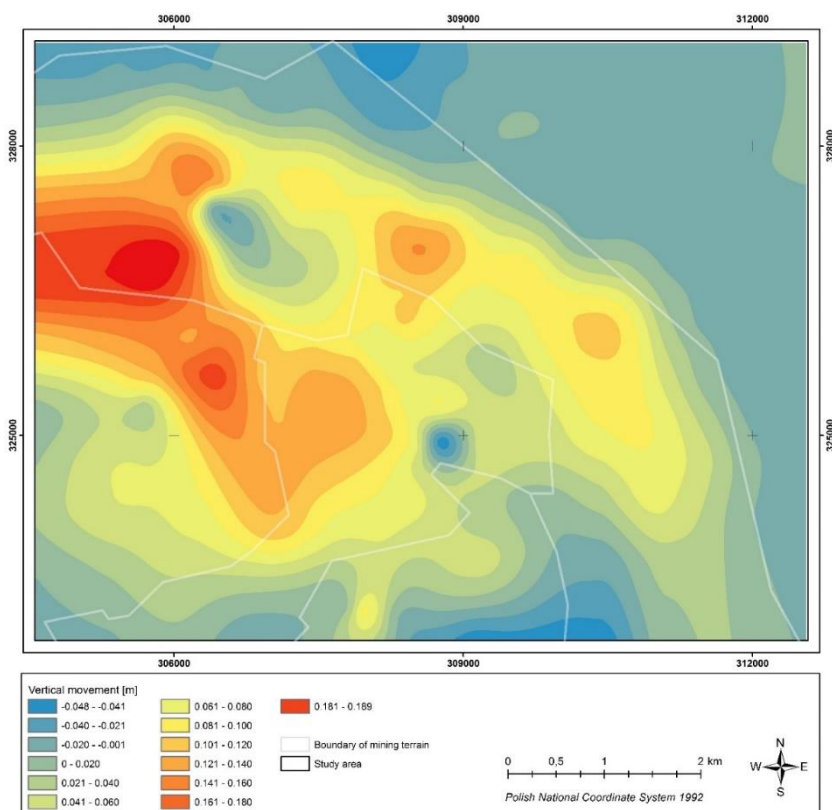 306000 309000 312000
328000 328000
325000 325000
306000 309000 312000
Vertical movement [m]
-0.048 - -0.041
-0.040 - -0.021
-0.020 - -0.001
0 - 0.020
0.021 - 0.040
0.041 - 0.060
0.061 - 0.080
0.081 - 0.100
0.101 - 0.120
0.121 - 0.140
0.141 - 0.160
0.161 - 0.180
0.181 - 0.189
Boundary of mining terrain
Study area
0 0,5 1 2 km
Polish National Coordinate System 1992
N
W E
S